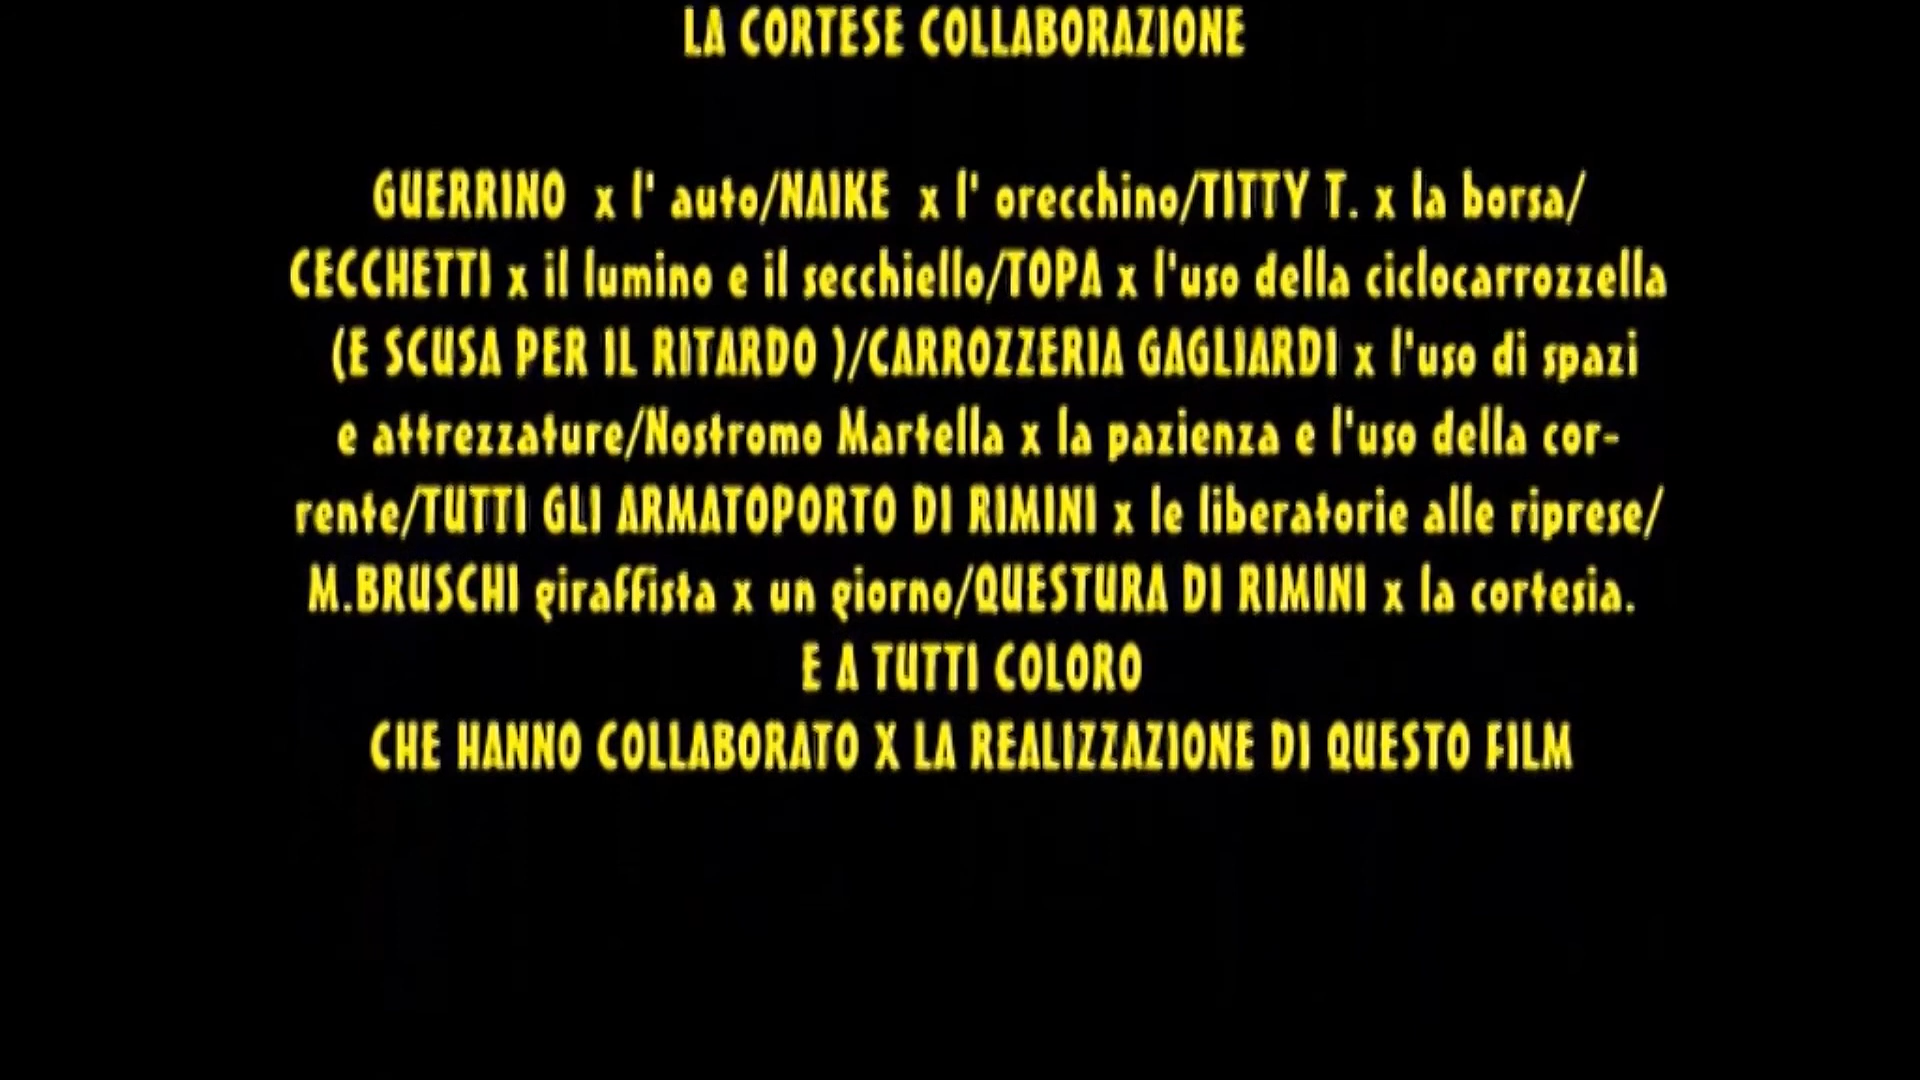 LA CORTESE COLLABORAZIONE
GUERRINO x l' auto/NAIKE x l' orecchino/TITTY T. x la borsa/
CECCHETTI x il lumino e il secchiello/TOPA x l'uso della ciclocarrozzella
(E SCUSA PER IL RITARDO )/CARROZZERIA GAGLIARDI x l'uso di spazi
e attrezzature/Nostromo Martella x la pazienza e l'uso della cor-
rente/TUTTI GLI ARMATOPORTO DI RIMINI x le liberatorie alle riprese/
M.BRUSCHI giraffista x un giorno/QUESTURA DI RIMINI x la cortesia.
E A TUTTI COLORO
CHE HANNO COLLABORATO X LA REALIZZAZIONE DI QUESTO FILM